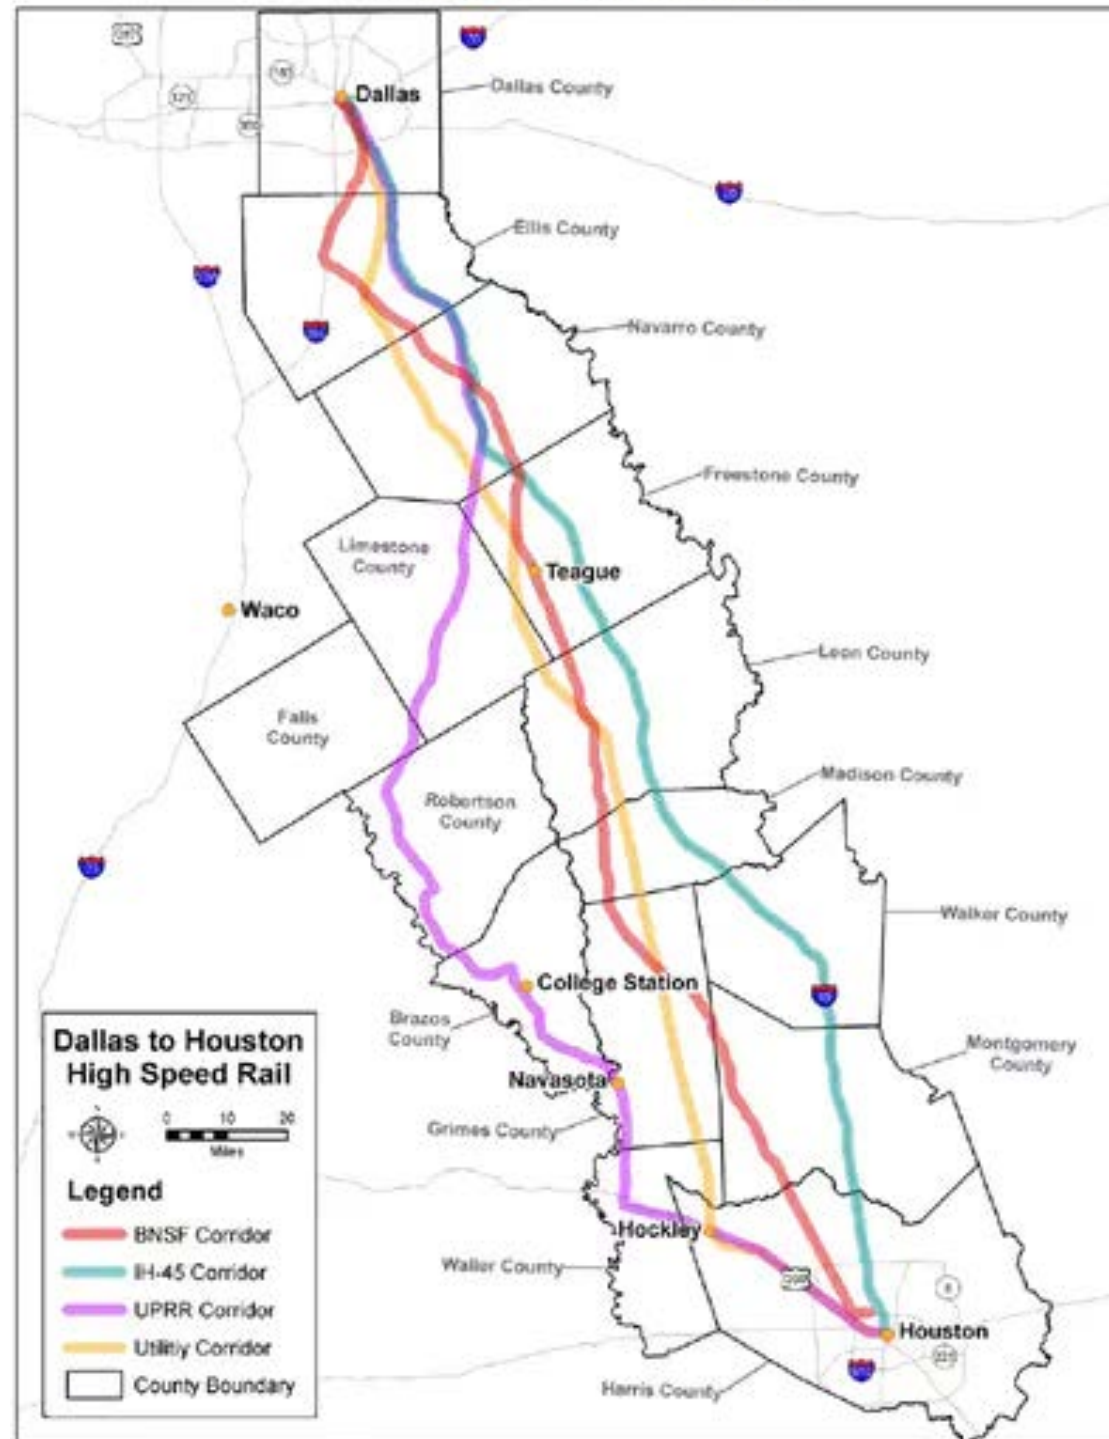 Dallas
Dallas County
Ellis County
Navarro County
Freestone County
Limestone
County
Teague
Waco
Leon County
Falls
County
Madison County
Robertson
County
Walker County
College Station
Brazos
County
Montgomery
County
Navasota
Grimes County
Hockley
Waller County
Houston
Harris County
Dallas to Houston
High Speed Rail
N
0 10 20
Miles
Legend
BNSF Corridor
IH-45 Corridor
UPRR Corridor
Utilitiy Corridor
County Boundary